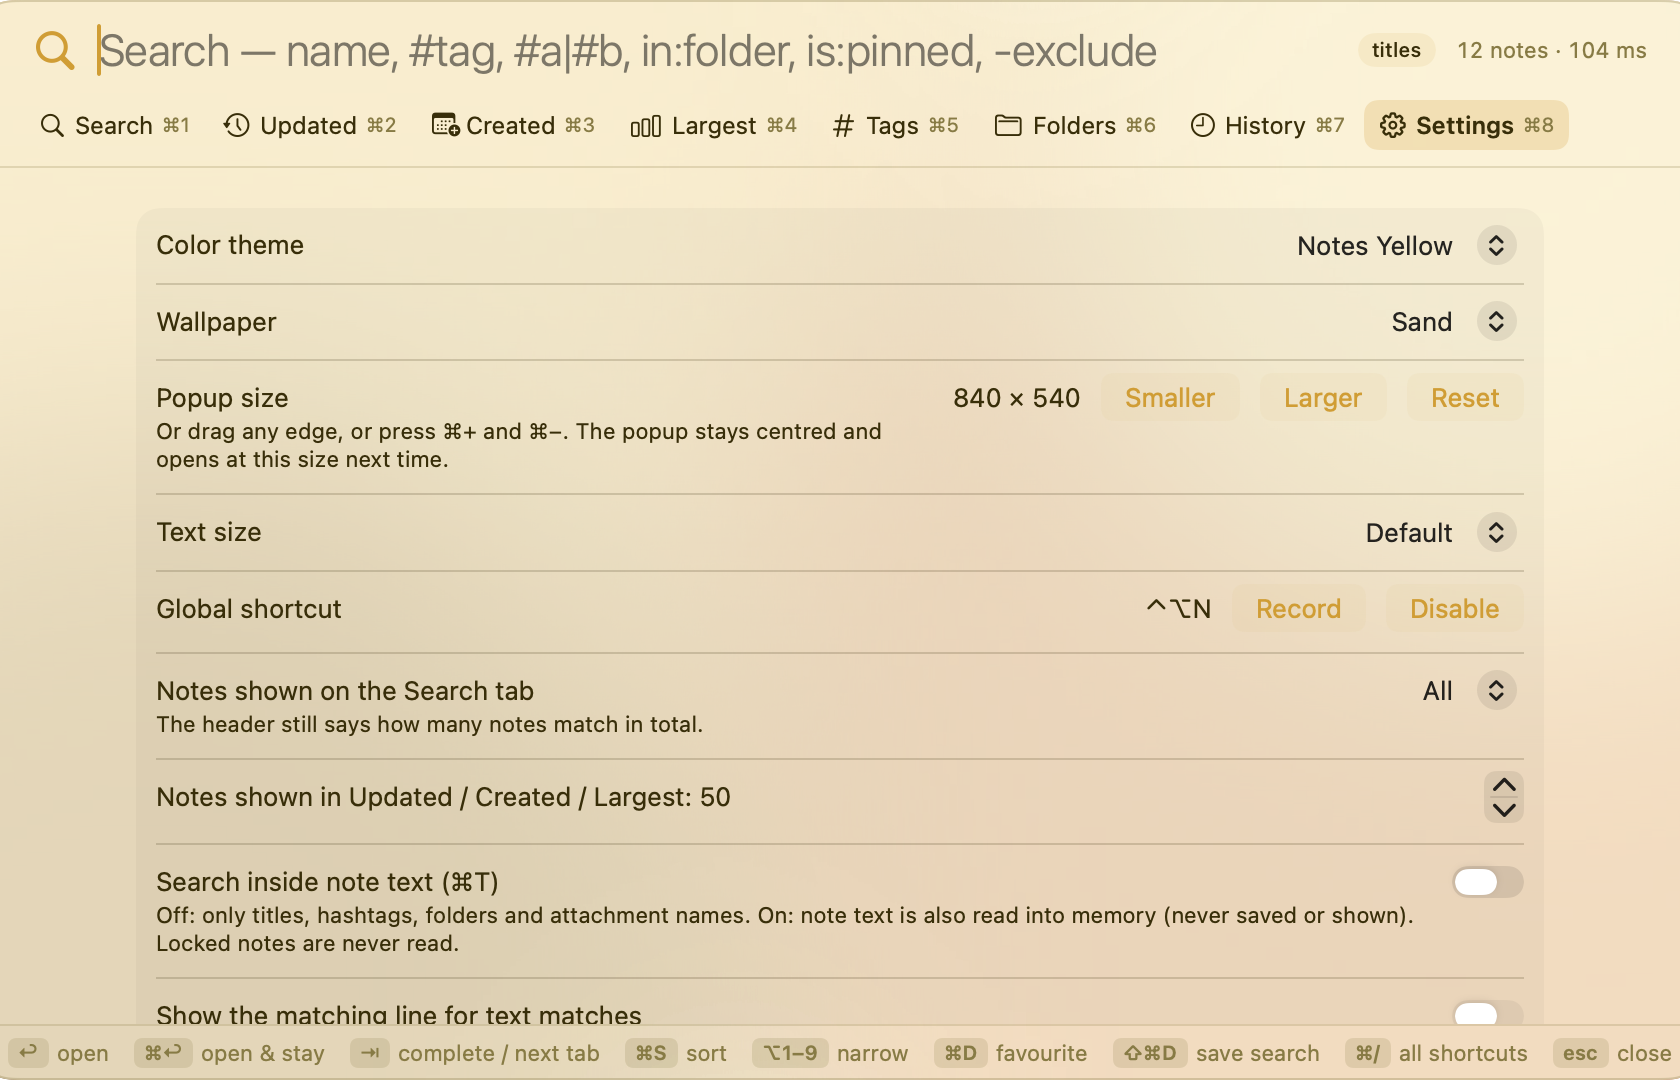 Search — name, #tag, #a|#b, in:folder, is:pinned, -exclude
titles
12 notes · 104 ms
Search ⌘1
Updated ⌘2
Created ⌘3
Largest ⌘4
Tags ⌘5
Folders ⌘6
History ⌘7
Settings ⌘8
Color theme
Notes Yellow
Wallpaper
Sand
Popup size
840 × 540
Smaller
Larger
Reset
Or drag any edge, or press ⌘+ and ⌘−. The popup stays centred and
opens at this size next time.
Text size
Default
Global shortcut
⌃⌥N
Record
Disable
Notes shown on the Search tab
All
The header still says how many notes match in total.
Notes shown in Updated / Created / Largest: 50
Search inside note text (⌘T)
Off: only titles, hashtags, folders and attachment names. On: note text is also read into memory (never saved or shown).
Locked notes are never read.
Show the matching line for text matches
↩ open
⌘↩ open & stay
⇥ complete / next tab
⌘S sort
⌥1–9 narrow
⌘D favourite
⇧⌘D save search
⌘/ all shortcuts
esc close